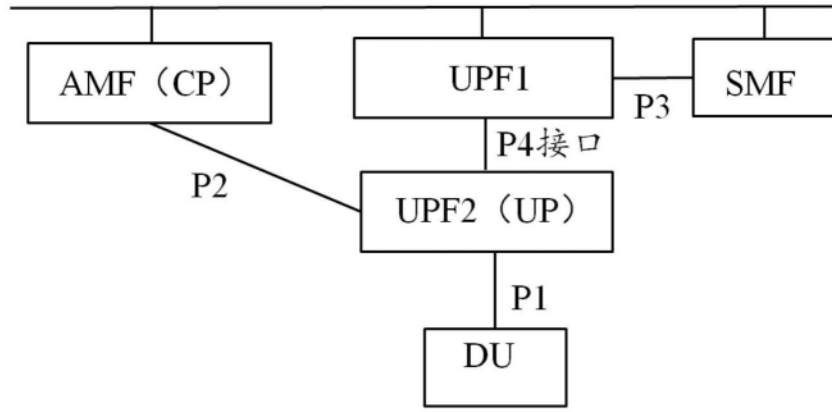 AMF（CP）
UPF1
SMF
P3
P4接口
P2
UPF2（UP）
P1
DU